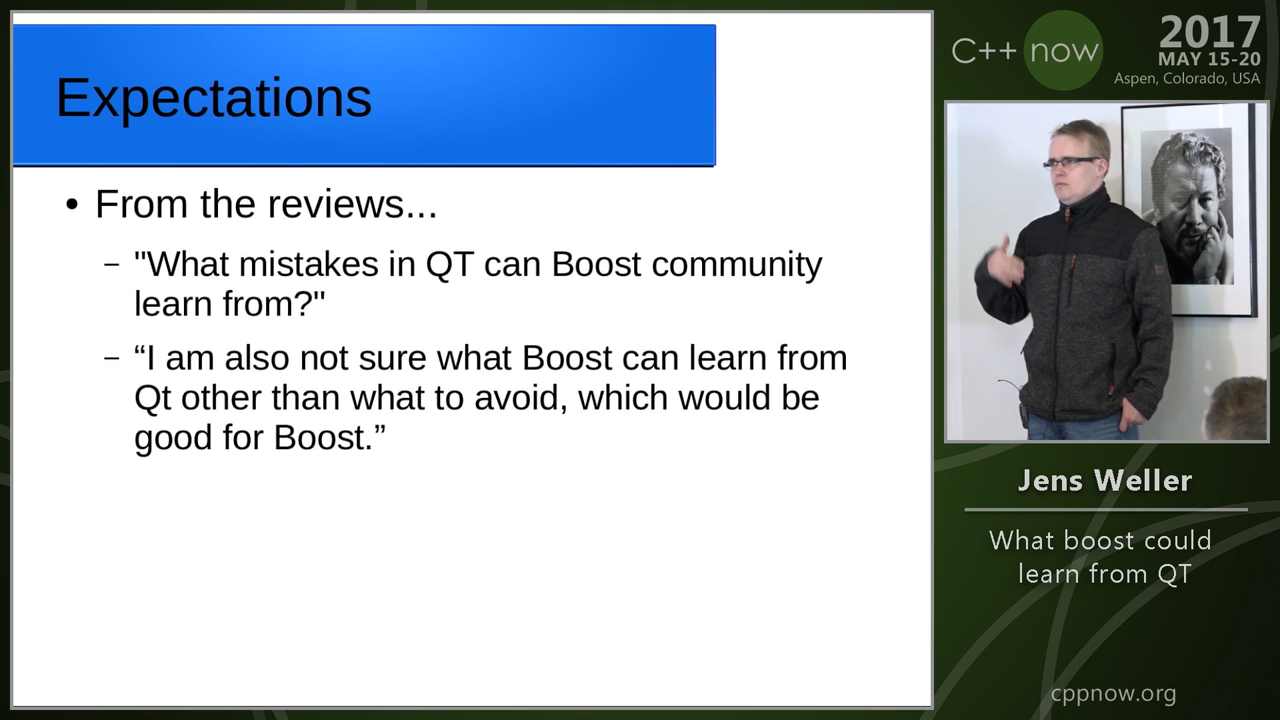 Expectations
• From the reviews...
– "What mistakes in QT can Boost community
learn from?"
– “I am also not sure what Boost can learn from
Qt other than what to avoid, which would be
good for Boost.”
C++ now
2017
MAY 15-20
Aspen, Colorado, USA
Jens Weller
What boost could
learn from QT
cppnow.org